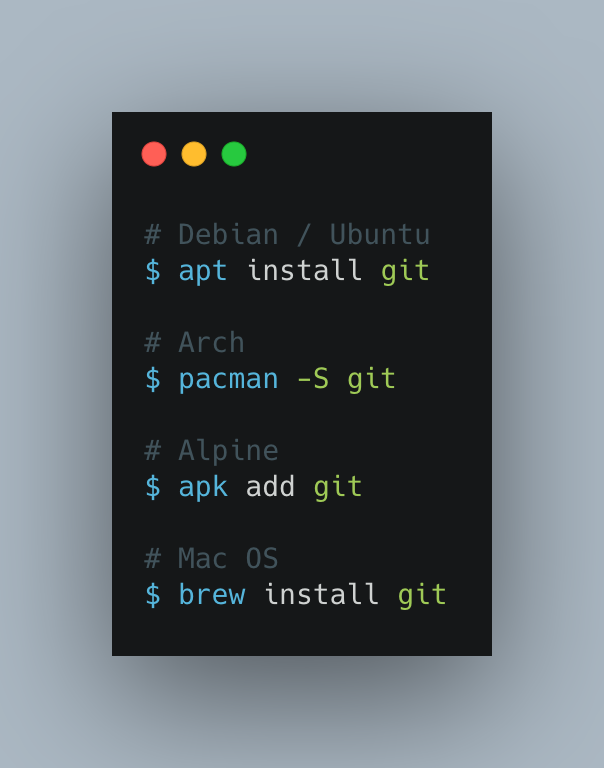 # Debian / Ubuntu
$ apt install git
# Arch
$ pacman -S git
# Alpine
$ apk add git
# Mac OS
$ brew install git